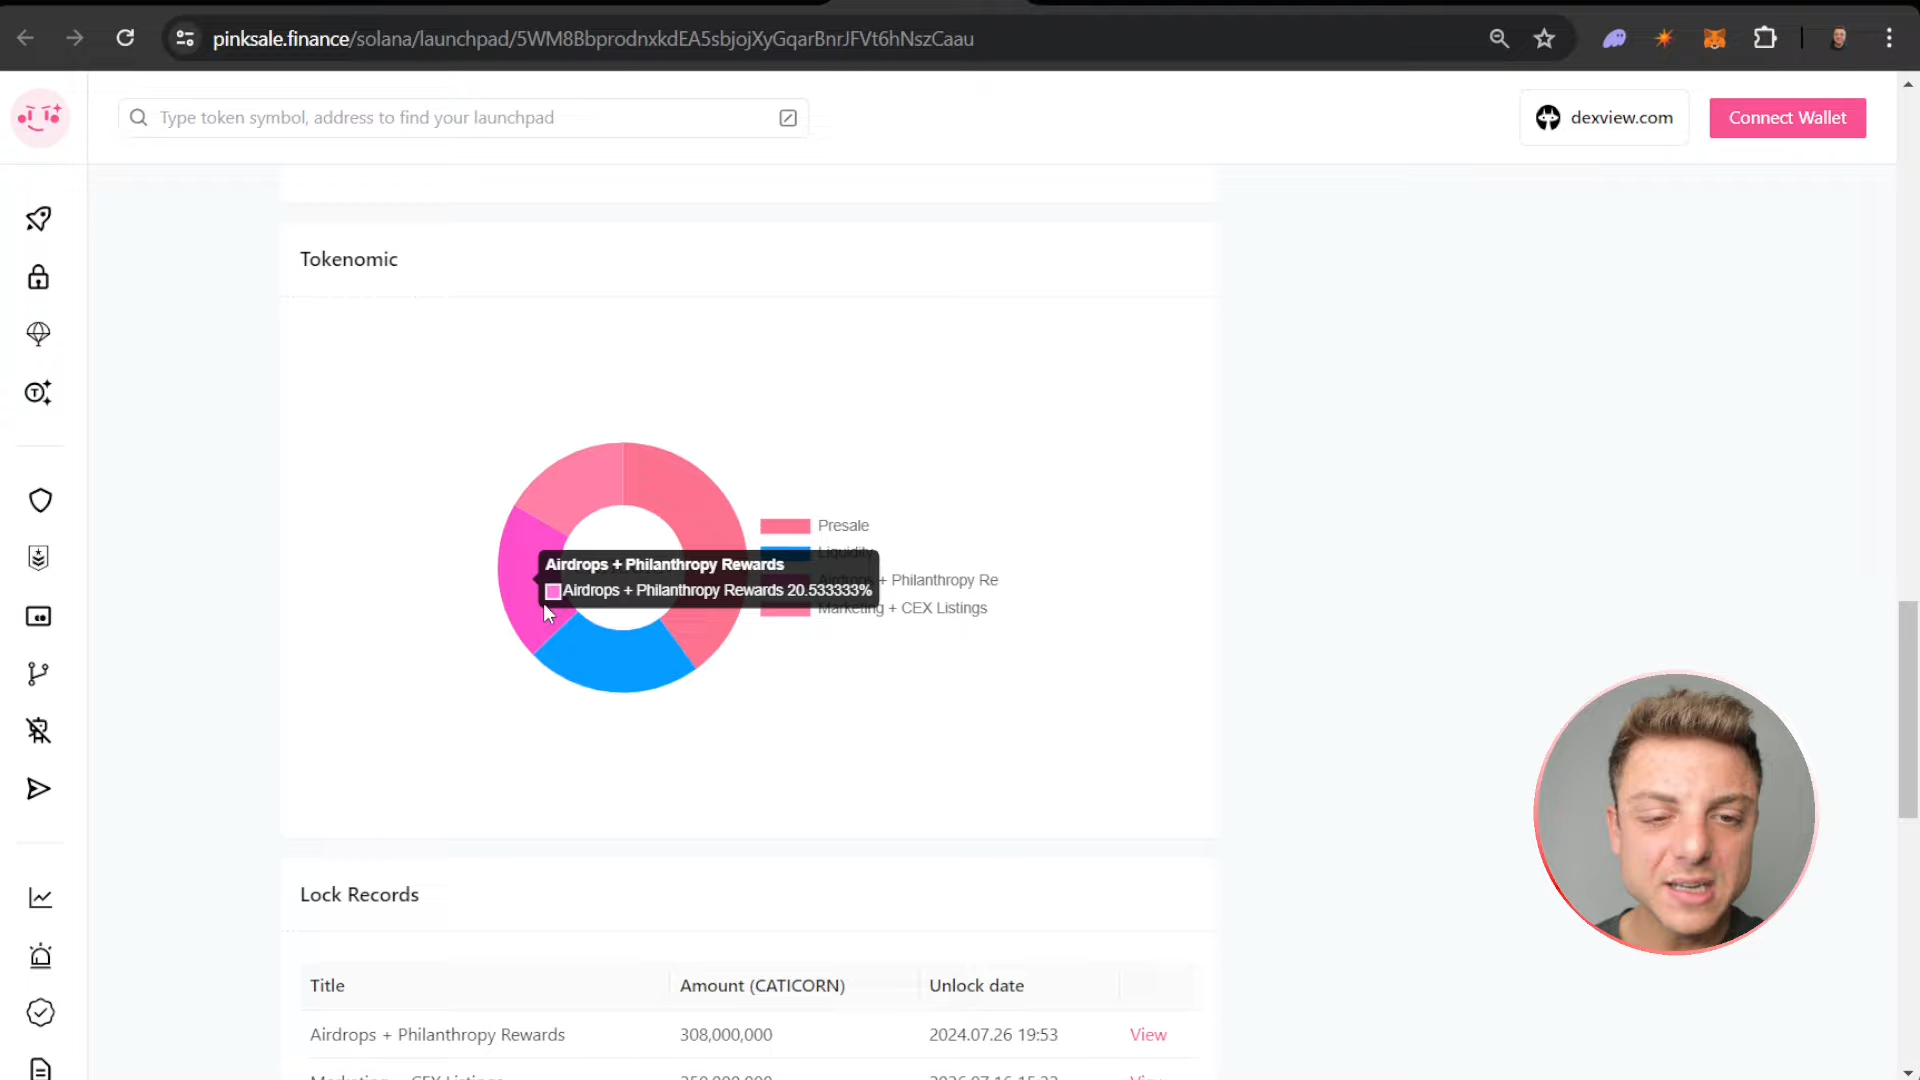 pinksale.finance/solana/launchpad/5WM8BbprodnxkdEA5sbjojXyGqarBnrJFVt6hNszCaau
Type token symbol, address to find your launchpad
dexview.com
Connect Wallet
Tokenomic
Presale
Liquidity
Airdrops + Philanthropy Rewards
Airdrops + Philanthropy Rewards 20.533333%
+ Philanthropy Re
Marketing + CEX Listings
Lock Records
Title Amount (CATICORN) Unlock date
Airdrops + Philanthropy Rewards 308,000,000 2024.07.26 19:53 View